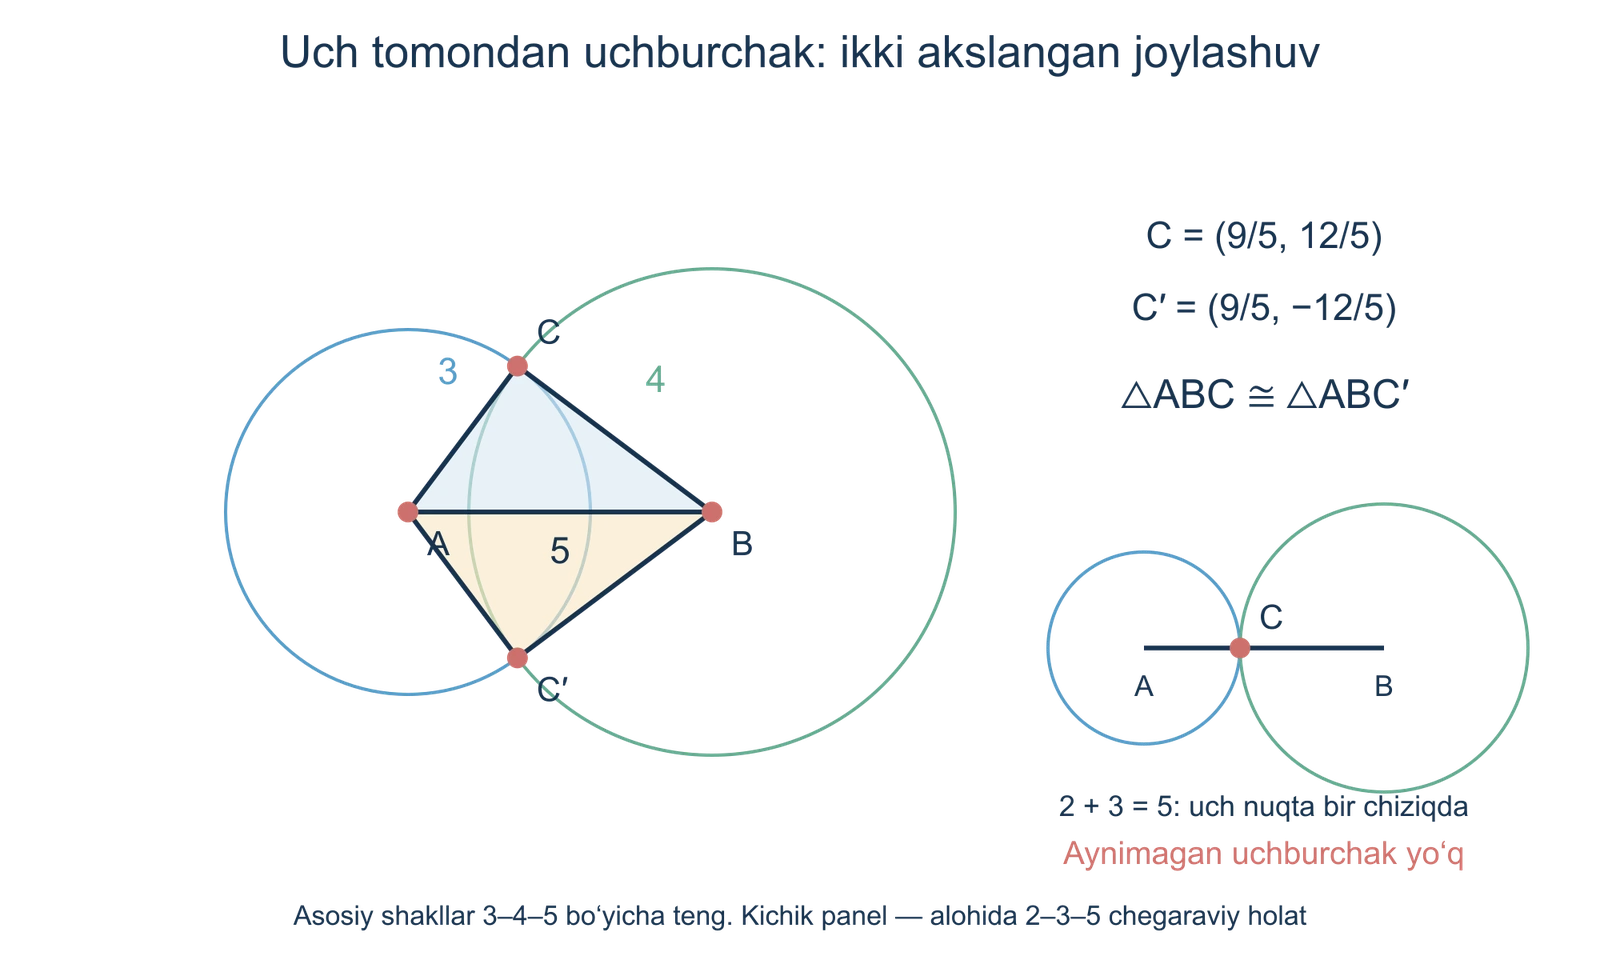 Uch tomondan uchburchak: ikki akslangan joylashuv
C = (9/5, 12/5)
C′ = (9/5, −12/5)
△ABC ≅ △ABC′
C
3
4
A
5
B
C′
C
A
B
2 + 3 = 5: uch nuqta bir chiziqda
Aynimagan uchburchak yo‘q
Asosiy shakllar 3–4–5 bo‘yicha teng. Kichik panel — alohida 2–3–5 chegaraviy holat